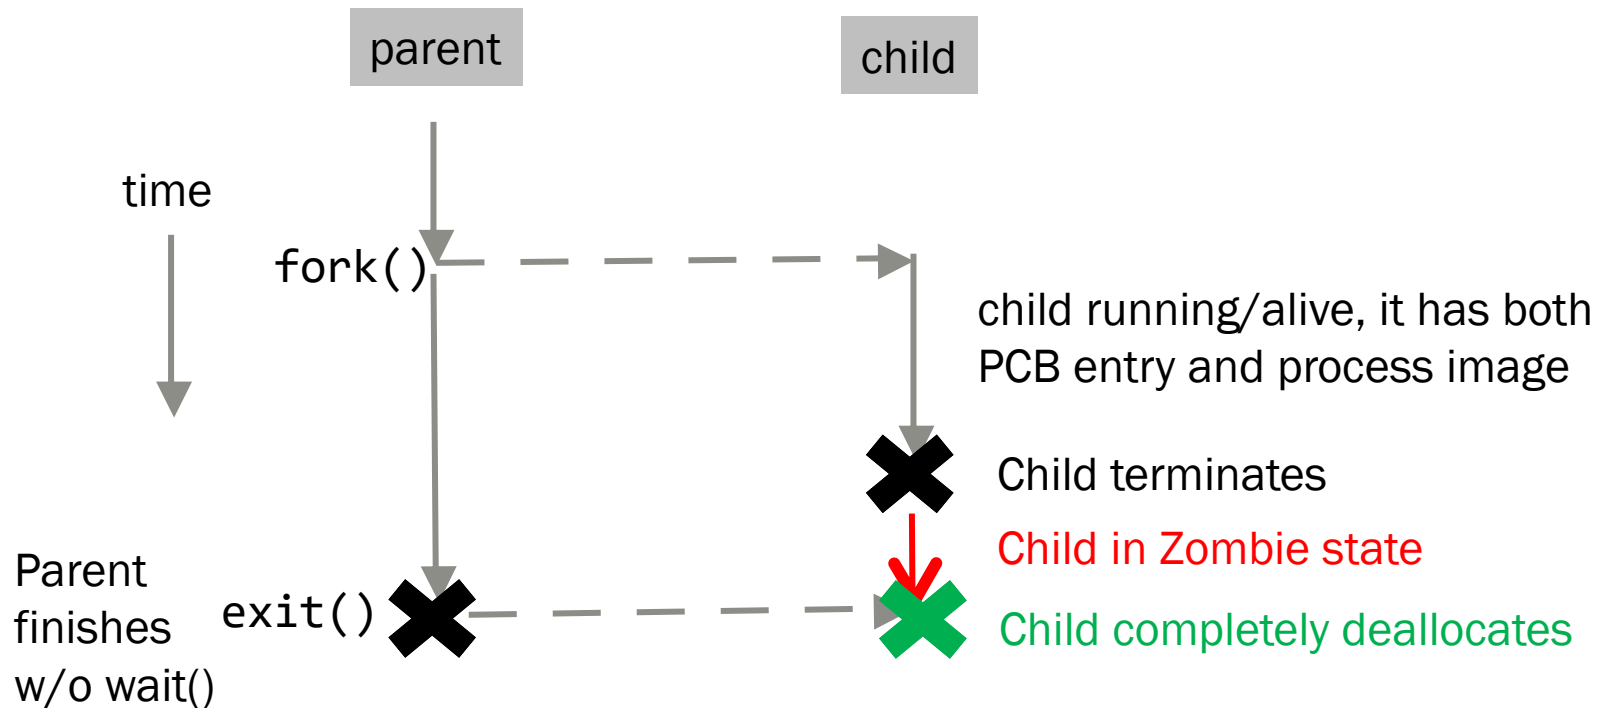 parent
child
time
fork()
child running/alive, it has both
PCB entry and process image
Child terminates
Child in Zombie state
Parent
finishes
w/o wait()
exit()
Child completely deallocates